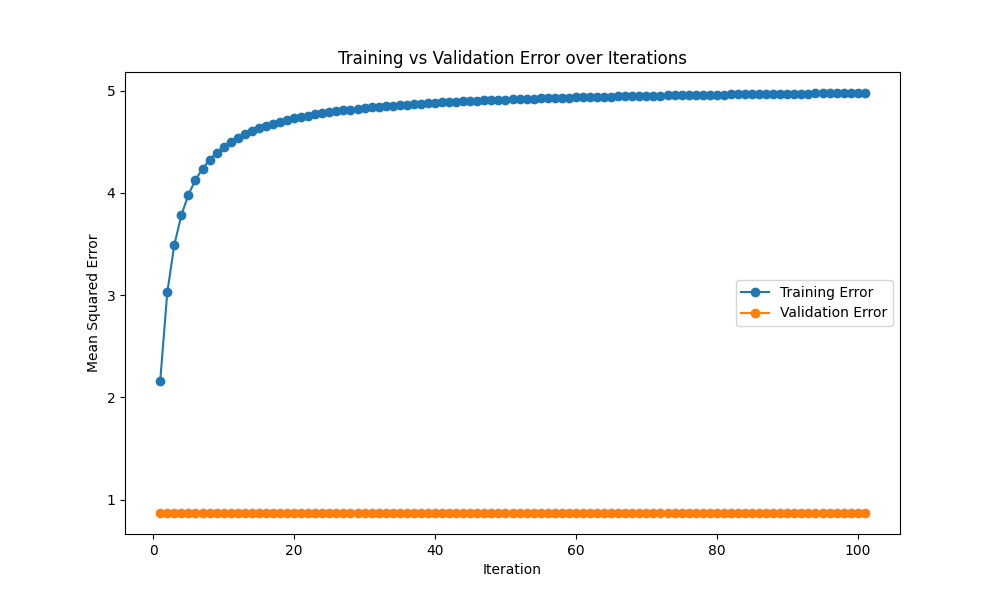 Training vs Validation Error over Iterations
5
4
3
2
1
Mean Squared Error
Training Error
Validation Error
0 20 40 60 80 100
Iteration